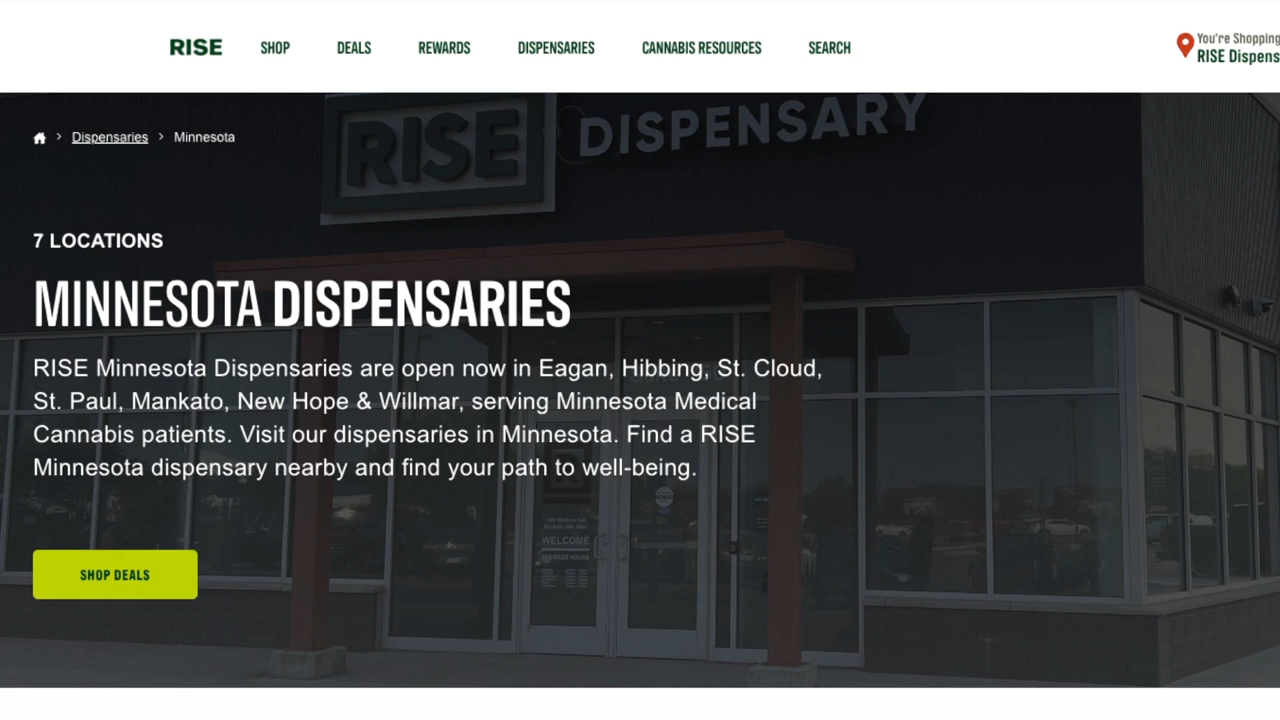 RISE
SHOP
DEALS
REWARDS
DISPENSARIES
CANNABIS RESOURCES
SEARCH
You're Shopping
RISE Dispens
RISE DISPENSARY
Dispensaries > Minnesota
7 LOCATIONS
MINNESOTA DISPENSARIES
RISE Minnesota Dispensaries are open now in Eagan, Hibbing, St. Cloud,
St. Paul, Mankato, New Hope & Willmar, serving Minnesota Medical
Cannabis patients. Visit our dispensaries in Minnesota. Find a RISE
Minnesota dispensary nearby and find your path to well-being.
WELCOME
SHOP DEALS